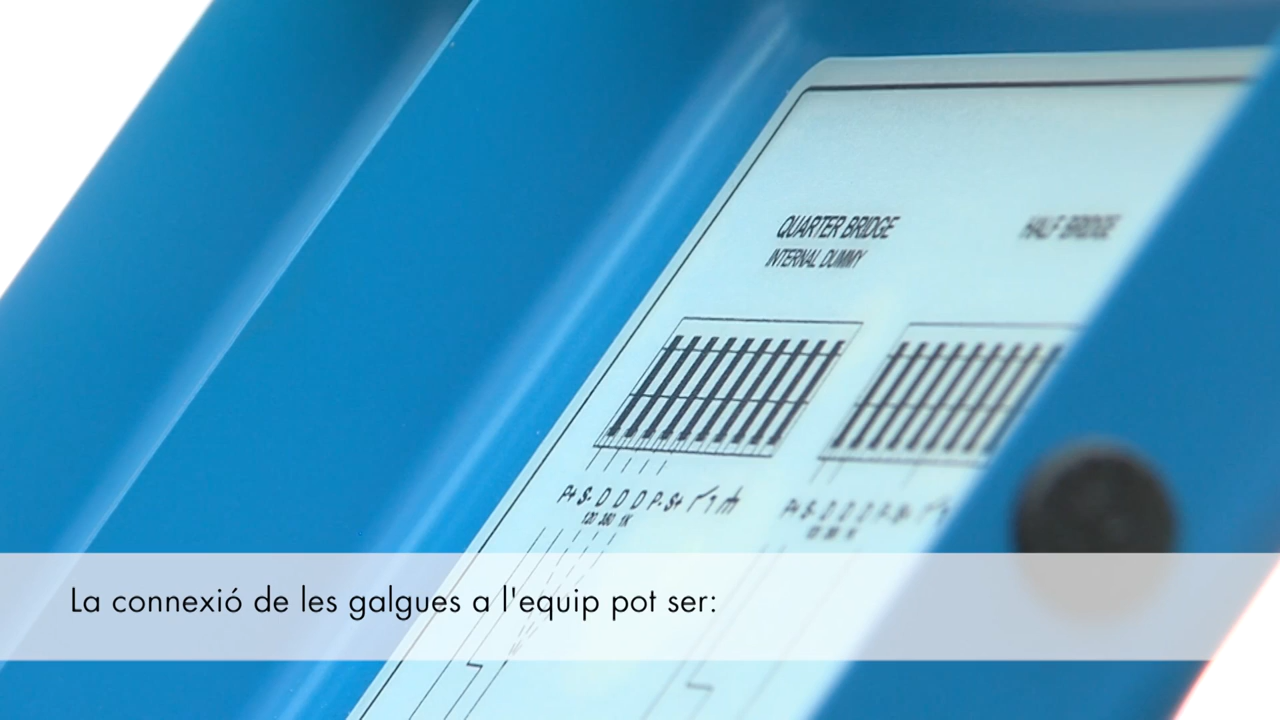 QUARTER BRIDGE
INTERNAL DUMMY
HALF BRIDGE
P+ S- D D D P- S+
120 350 1K
P+ S- D D D P- S+
La connexió de les galgues a l'equip pot ser: